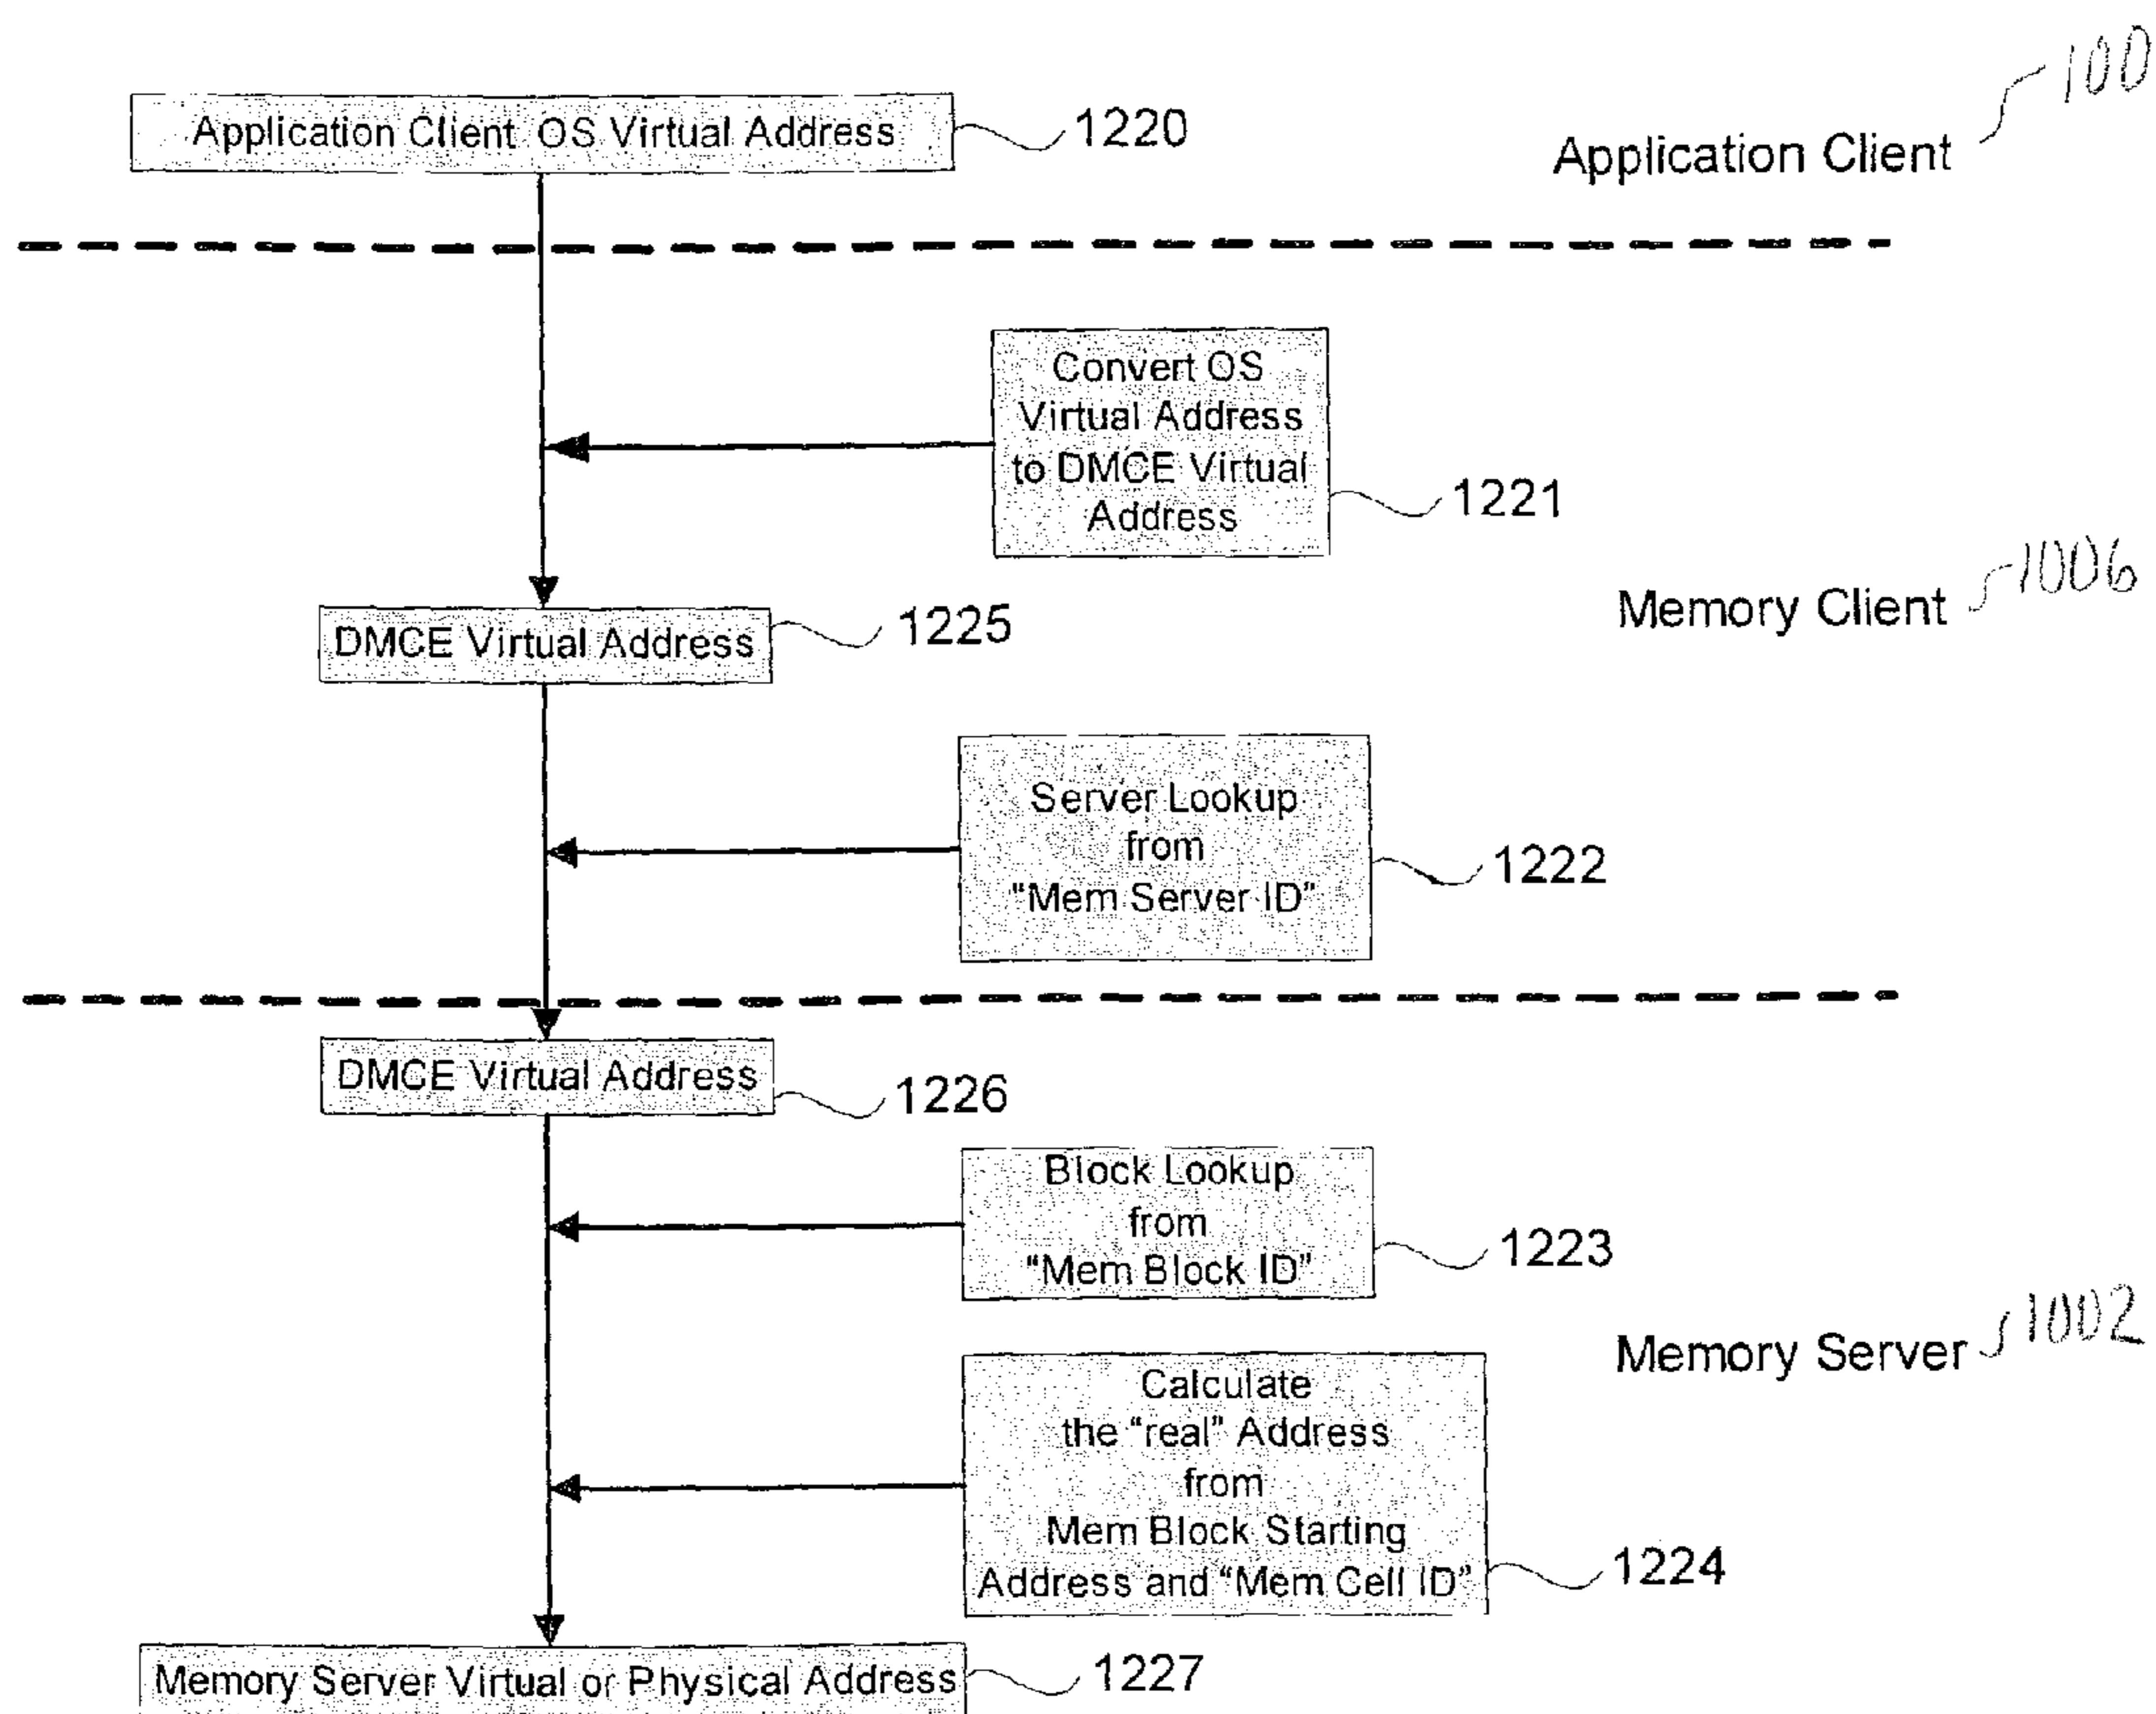 100
Application Client OS Virtual Address 1220
Application Client
Convert OS
Virtual Address
to DMCE Virtual
Address
1221
1006
Memory Client
DMCE Virtual Address 1225
Server Lookup
from
"Mem Server ID"
1222
DMCE Virtual Address 1226
Block Lookup
from
"Mem Block ID"
1223
1002
Memory Server
Calculate
the "real" Address
from
Mem Block Starting
Address and "Mem Cell ID"
1224
Memory Server Virtual or Physical Address 1227